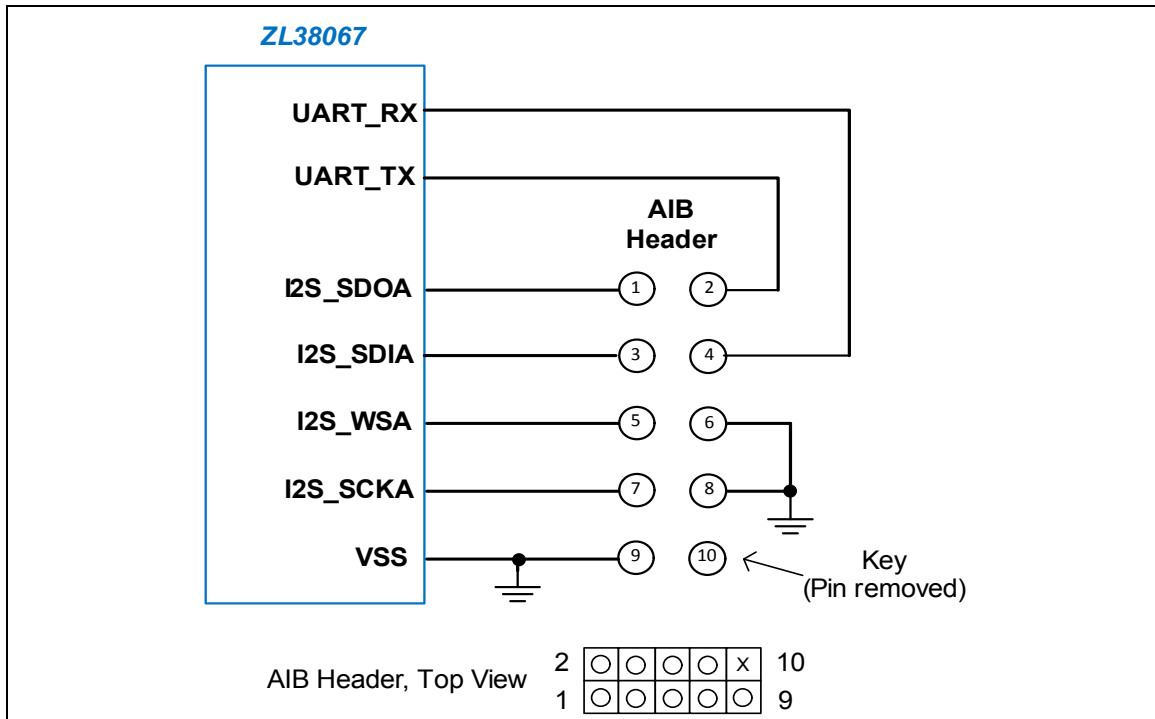 ZL38067
UART_RX
UART_TX
AIB
Header
I2S_SDOA 1 2
I2S_SDIA 3 4
I2S_WSA 5 6
I2S_SCKA 7 8
VSS 9 10
Key
(Pin removed)
AIB Header, Top View
2 X 10
1 9